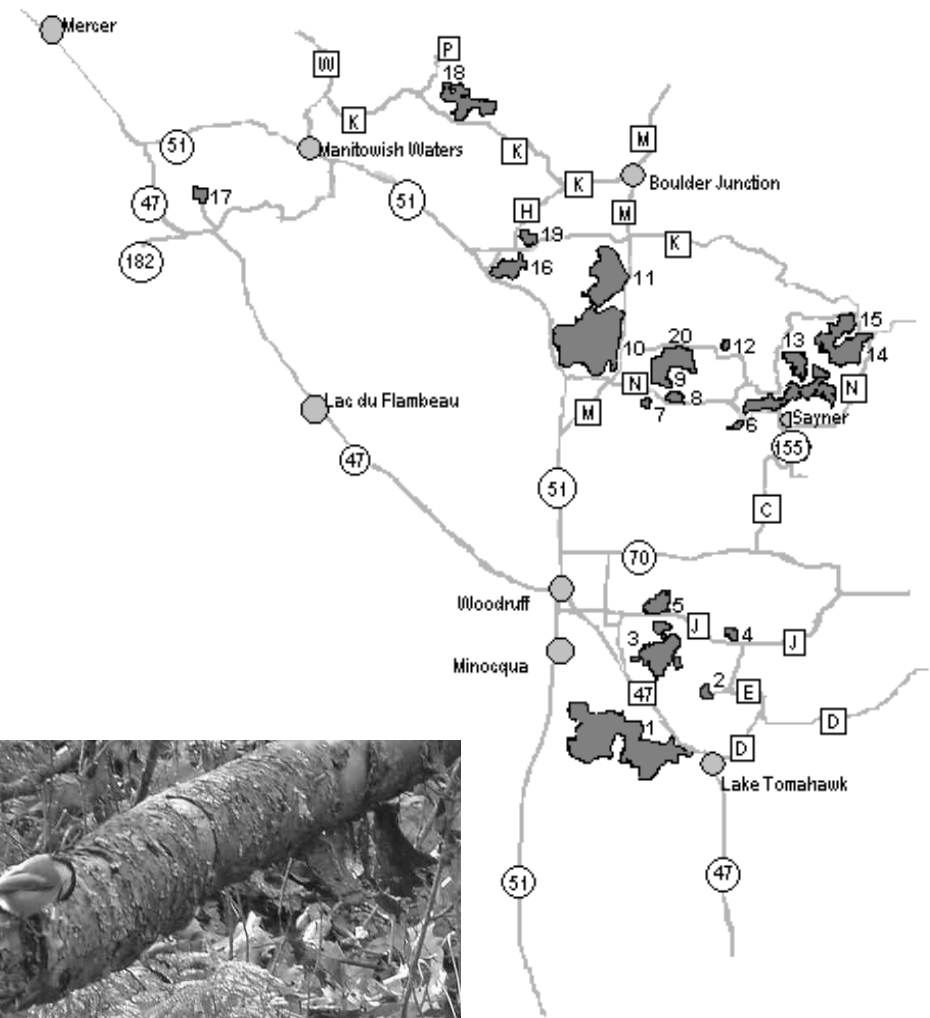 Mercer
P
W
18
K
51
Manitowish Waters
K
M
K
Boulder Junction
17
47
51
H
M
182
19
K
16
11
15
10
20
12
13
14
N
9
N
7
8
M
6
Sayner
Lac du Flambeau
155
47
51
C
70
Woodruff
5
J
4
J
3
Minocqua
2
47
E
1
D
D
Lake Tomahawk
51
47